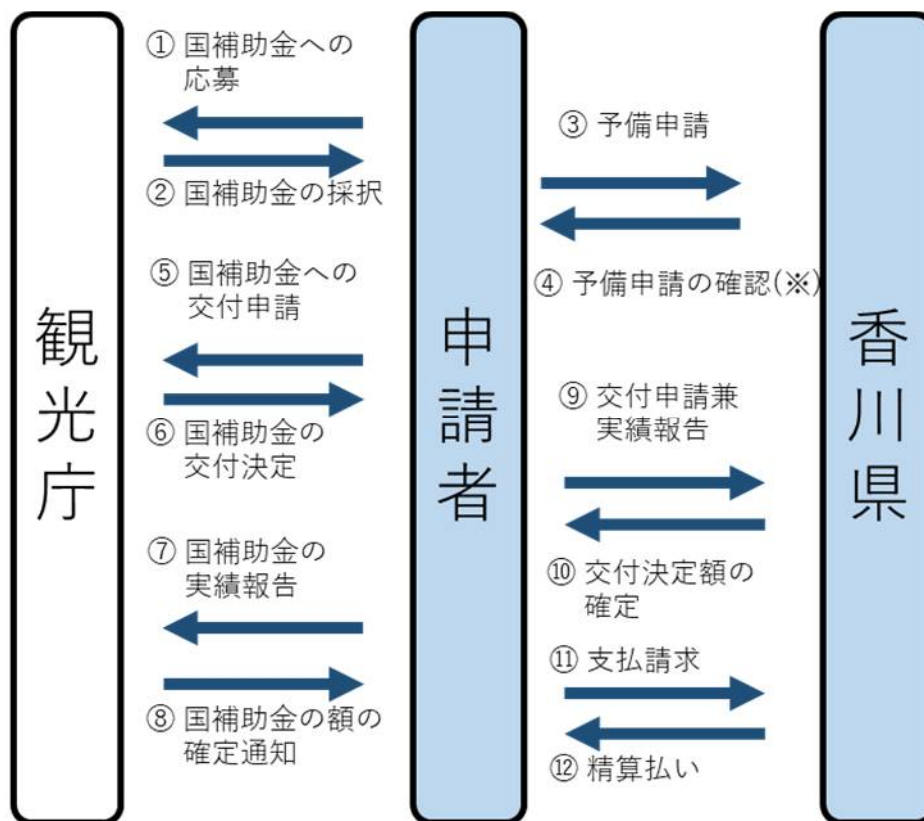 観光庁
申請者
香川県
① 国補助金への
応募
② 国補助金の採択
③ 予備申請
④ 予備申請の確認(※)
⑤ 国補助金への
交付申請
⑥ 国補助金の
交付決定
⑦ 国補助金の
実績報告
⑧ 国補助金の額の
確定通知
⑨ 交付申請兼
実績報告
⑩ 交付決定額の
確定
⑪ 支払請求
⑫ 精算払い